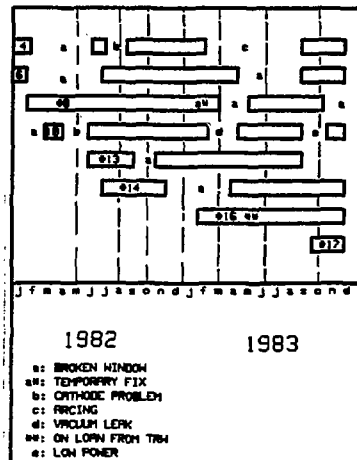 4 a b c
6 a a
#8 a* a a
a 10 b d e
#13 a
#14 a
#16 **
#17
j f m a m j j a s o n d j f m a m j j a s o n d
1982 1983
a: BROKEN WINDOW
a*: TEMPORARY FIX
b: CATHODE PROBLEM
c: ARCING
d: VACUUM LEAK
**: ON LOAN FROM TRW
e: LOW POWER